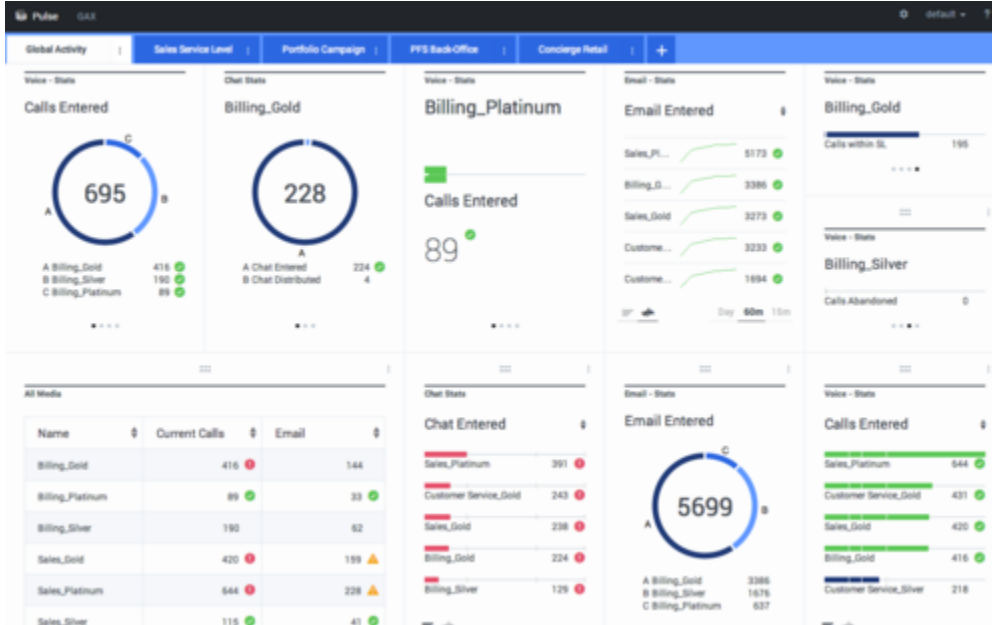 Pulse GAX default ?
Global Activity Sales Service Level Portfolio Campaign PFS Back-Office Concierge Retail +
Voice - Stats
Calls Entered
C
695
A
B
A Billing_Gold 416
B Billing_Silver 190
C Billing_Platinum 89
Chat Stats
Billing_Gold
228
A
A Chat Entered 224
B Chat Distributed 4
Voice - Stats
Billing_Platinum
Calls Entered
89
Email - Stats
Email Entered
Sales_Pl... 5173
Billing_G... 3386
Sales_Gold 3273
Custome... 3233
Custome... 1694
Day 60m 15m
Voice - Stats
Billing_Gold
Calls within SL 195
Voice - Stats
Billing_Silver
Calls Abandoned 0
All Media
Name Current Calls Email
Billing_Gold 416 144
Billing_Platinum 89 33
Billing_Silver 190 62
Sales_Gold 420 159
Sales_Platinum 644 228
Sales_Silver 115 41
Chat Stats
Chat Entered
Sales_Platinum 391
Customer Service_Gold 243
Sales_Gold 238
Billing_Gold 224
Billing_Silver 129
Email - Stats
Email Entered
C
5699
A
B
A Billing_Gold 3386
B Billing_Silver 1676
C Billing_Platinum 637
Voice - Stats
Calls Entered
Sales_Platinum 644
Customer Service_Gold 431
Sales_Gold 420
Billing_Gold 416
Customer Service_Silver 218